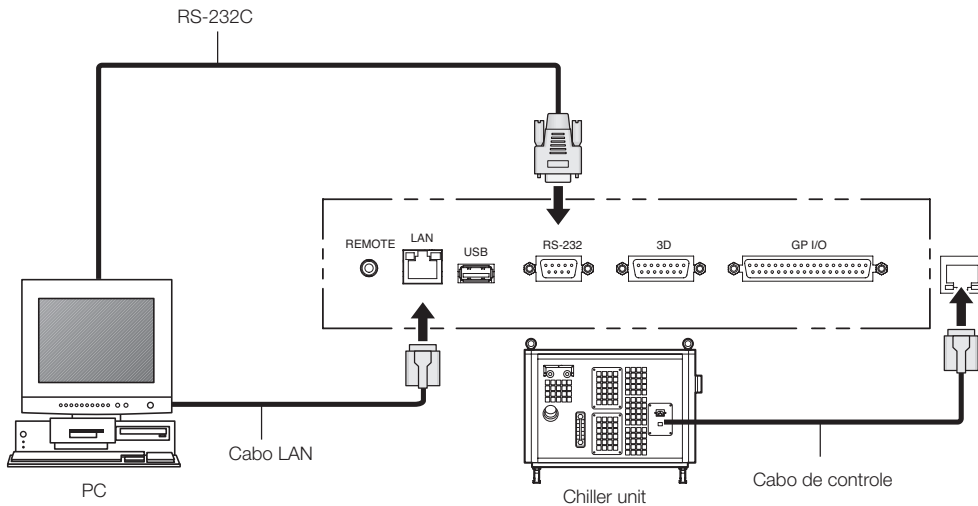 RS-232C
REMOTE
LAN
USB
RS-232
3D
GP I/O
Cabo LAN
PC
Chiller unit
Cabo de controle